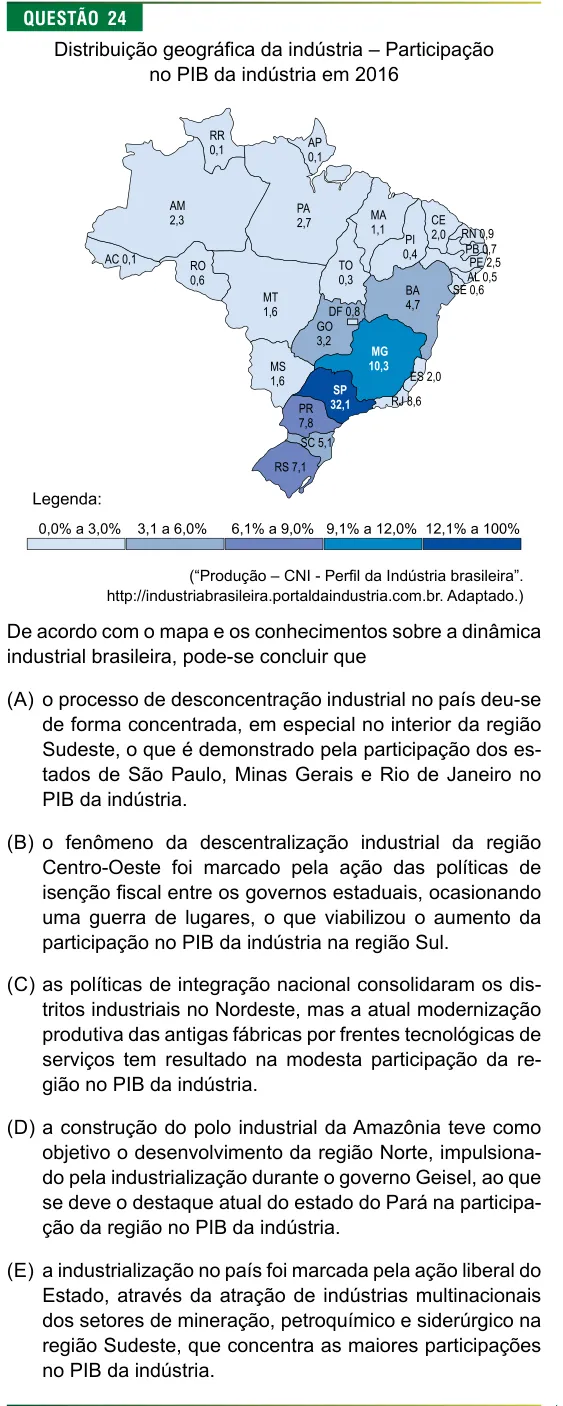 QUESTÃO 24
Distribuição geográfica da indústria – Participação
no PIB da indústria em 2016
RR
0,1
AP
0,1
AM
2,3
PA
2,7
MA
1,1
CE
2,0
RN 0,9
PI
0,4
PB 0,7
PE 2,5
AC 0,1
RO
0,6
TO
0,3
AL 0,5
SE 0,6
MT
1,6
BA
4,7
DF 0,8
GO
3,2
MG
10,3
MS
1,6
ES 2,0
SP
32,1
RJ 8,6
PR
7,8
SC 5,1
RS 7,1
Legenda:
0,0% a 3,0% 3,1 a 6,0% 6,1% a 9,0% 9,1% a 12,0% 12,1% a 100%
(“Produção – CNI - Perfil da Indústria brasileira”.
http://industriabrasileira.portaldaindustria.com.br. Adaptado.)
De acordo com o mapa e os conhecimentos sobre a dinâmica
industrial brasileira, pode-se concluir que
(A) o processo de desconcentração industrial no país deu-se
de forma concentrada, em especial no interior da região
Sudeste, o que é demonstrado pela participação dos es-
tados de São Paulo, Minas Gerais e Rio de Janeiro no
PIB da indústria.
(B) o fenômeno da descentralização industrial da região
Centro-Oeste foi marcado pela ação das políticas de
isenção fiscal entre os governos estaduais, ocasionando
uma guerra de lugares, o que viabilizou o aumento da
participação no PIB da indústria na região Sul.
(C) as políticas de integração nacional consolidaram os dis-
tritos industriais no Nordeste, mas a atual modernização
produtiva das antigas fábricas por frentes tecnológicas de
serviços tem resultado na modesta participação da re-
gião no PIB da indústria.
(D) a construção do polo industrial da Amazônia teve como
objetivo o desenvolvimento da região Norte, impulsiona-
do pela industrialização durante o governo Geisel, ao que
se deve o destaque atual do estado do Pará na participa-
ção da região no PIB da indústria.
(E) a industrialização no país foi marcada pela ação liberal do
Estado, através da atração de indústrias multinacionais
dos setores de mineração, petroquímico e siderúrgico na
região Sudeste, que concentra as maiores participações
no PIB da indústria.